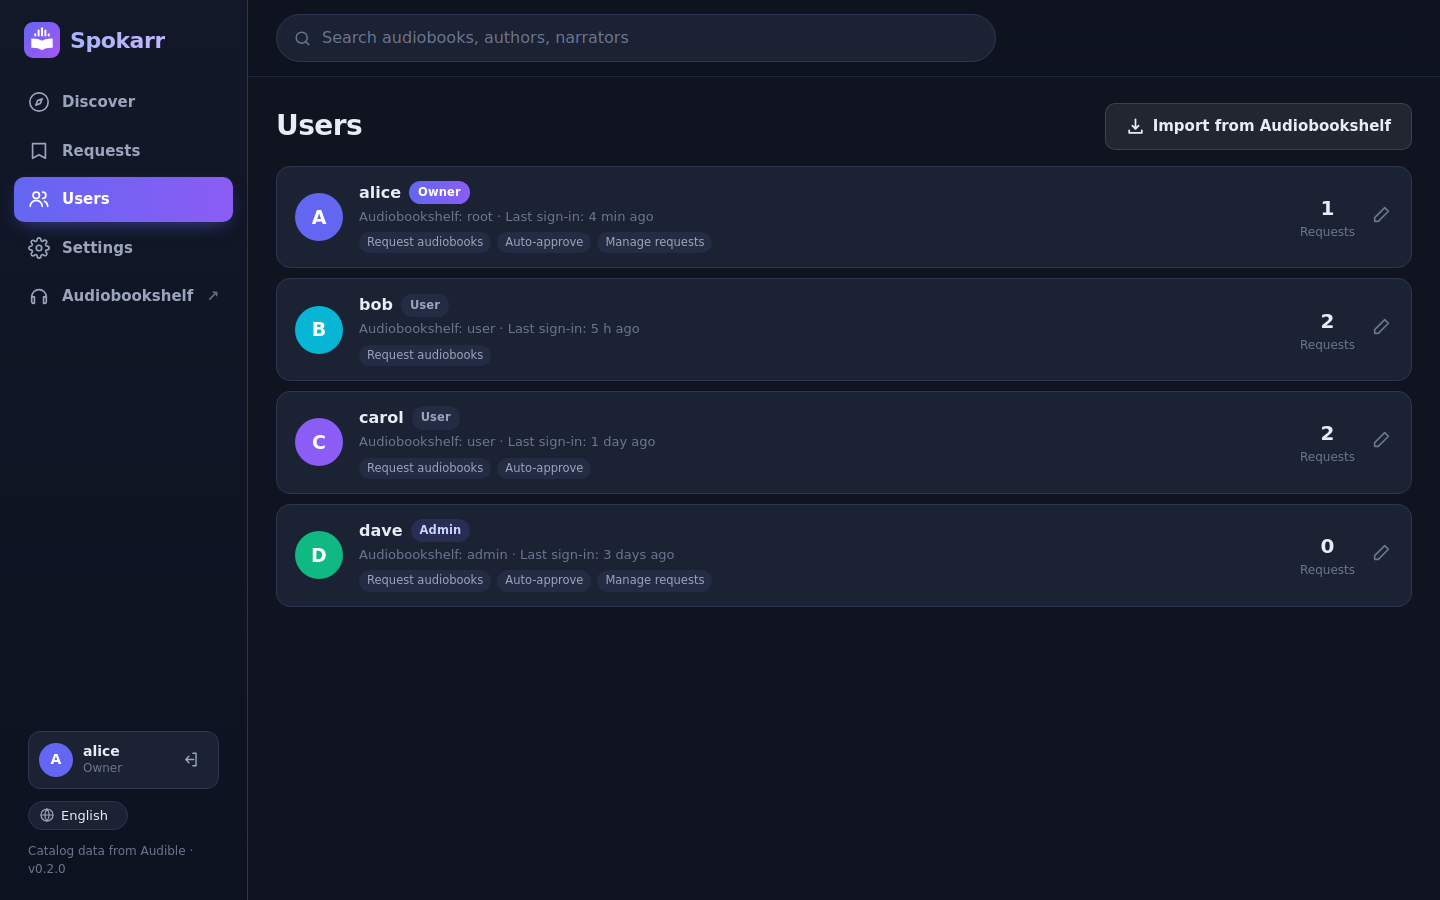 Spokarr
Search audiobooks, authors, narrators
Discover
Requests
Users
Settings
Audiobookshelf ↗
Users
Import from Audiobookshelf
A
alice Owner
Audiobookshelf: root · Last sign-in: 4 min ago
Request audiobooks Auto-approve Manage requests
1
Requests
B
bob User
Audiobookshelf: user · Last sign-in: 5 h ago
Request audiobooks
2
Requests
C
carol User
Audiobookshelf: user · Last sign-in: 1 day ago
Request audiobooks Auto-approve
2
Requests
D
dave Admin
Audiobookshelf: admin · Last sign-in: 3 days ago
Request audiobooks Auto-approve Manage requests
0
Requests
A
alice
Owner
English
Catalog data from Audible ·
v0.2.0